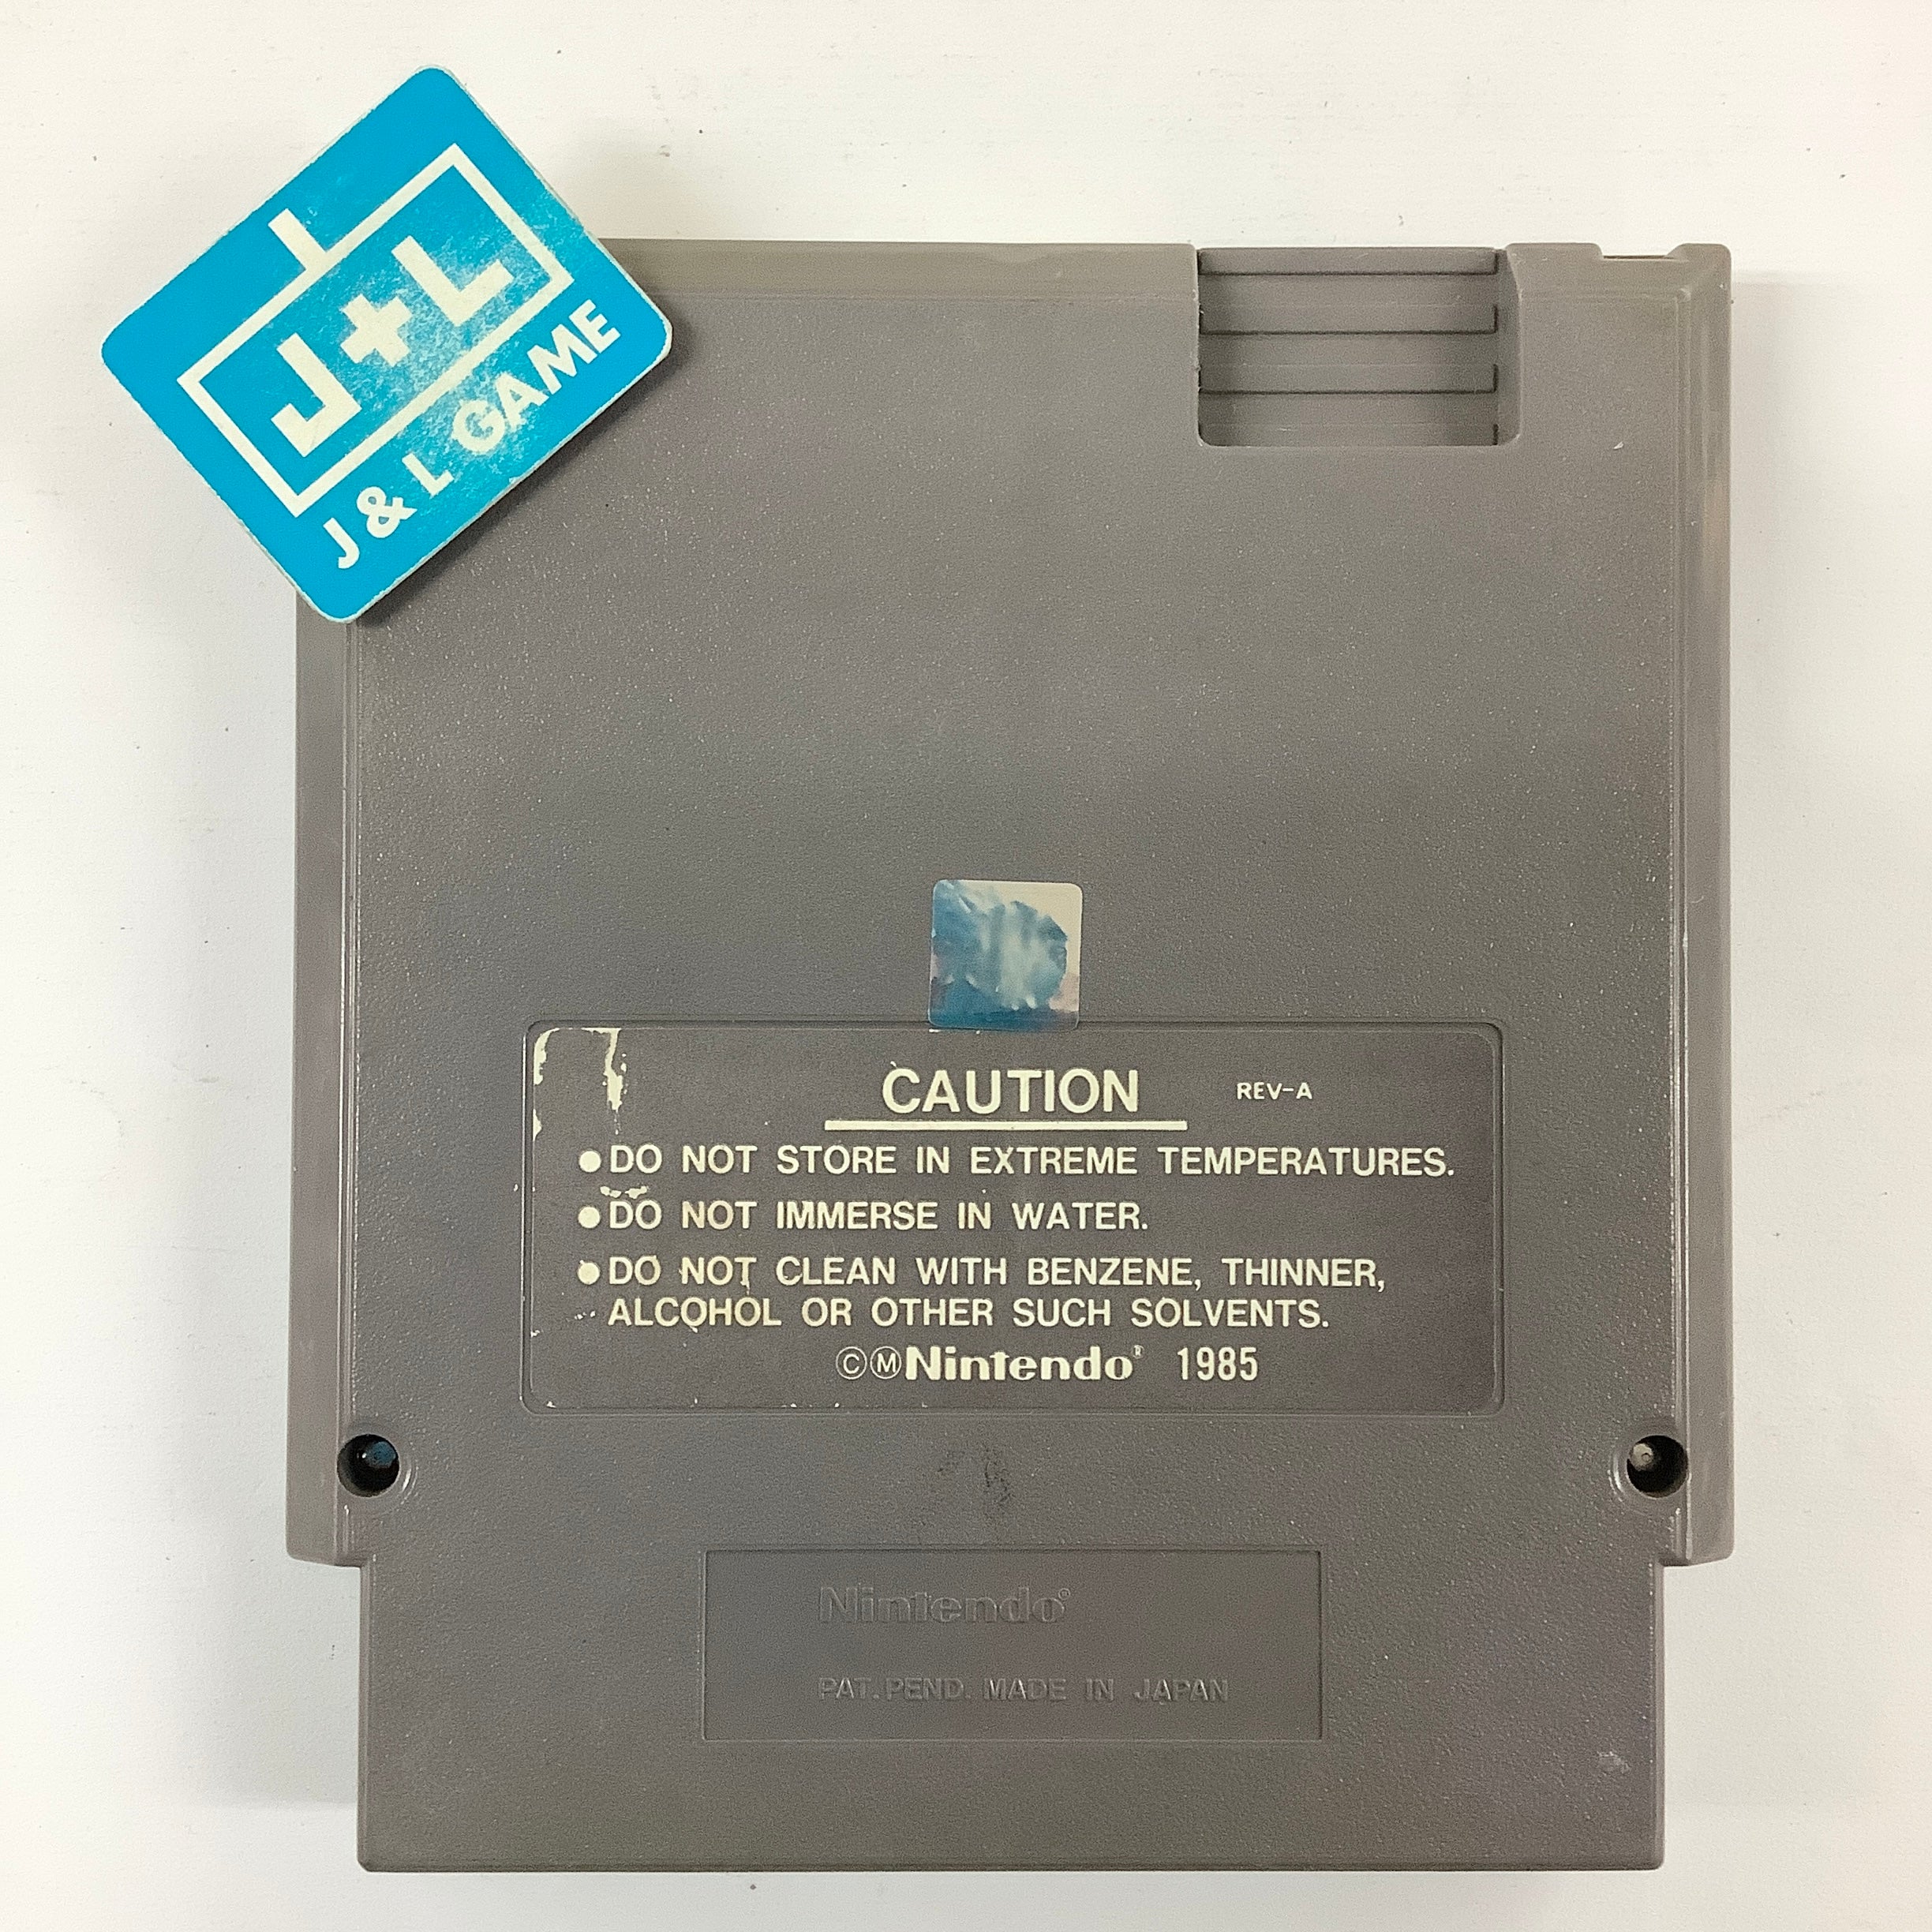 J+L
J & L GAME
CAUTION REV-A
●DO NOT STORE IN EXTREME TEMPERATURES.
●DO NOT IMMERSE IN WATER.
●DO NOT CLEAN WITH BENZENE, THINNER,
ALCOHOL OR OTHER SUCH SOLVENTS.
©ⓂNintendo® 1985
Nintendo®
PAT. PEND. MADE IN JAPAN